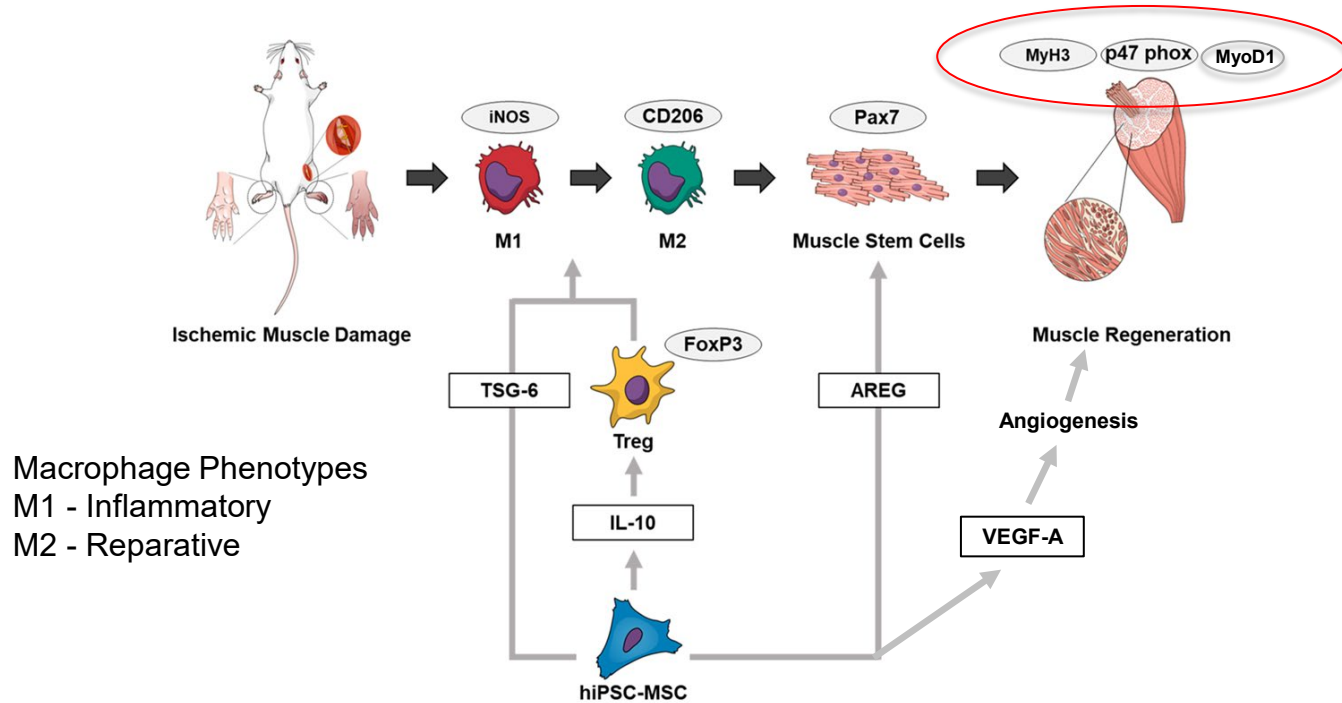 MyH3
p47 phox
MyoD1
iNOS
CD206
Pax7
M1
M2
Muscle Stem Cells
Ischemic Muscle Damage
Muscle Regeneration
FoxP3
TSG-6
AREG
Treg
Angiogenesis
Macrophage Phenotypes
M1 - Inflammatory
M2 - Reparative
IL-10
VEGF-A
hiPSC-MSC